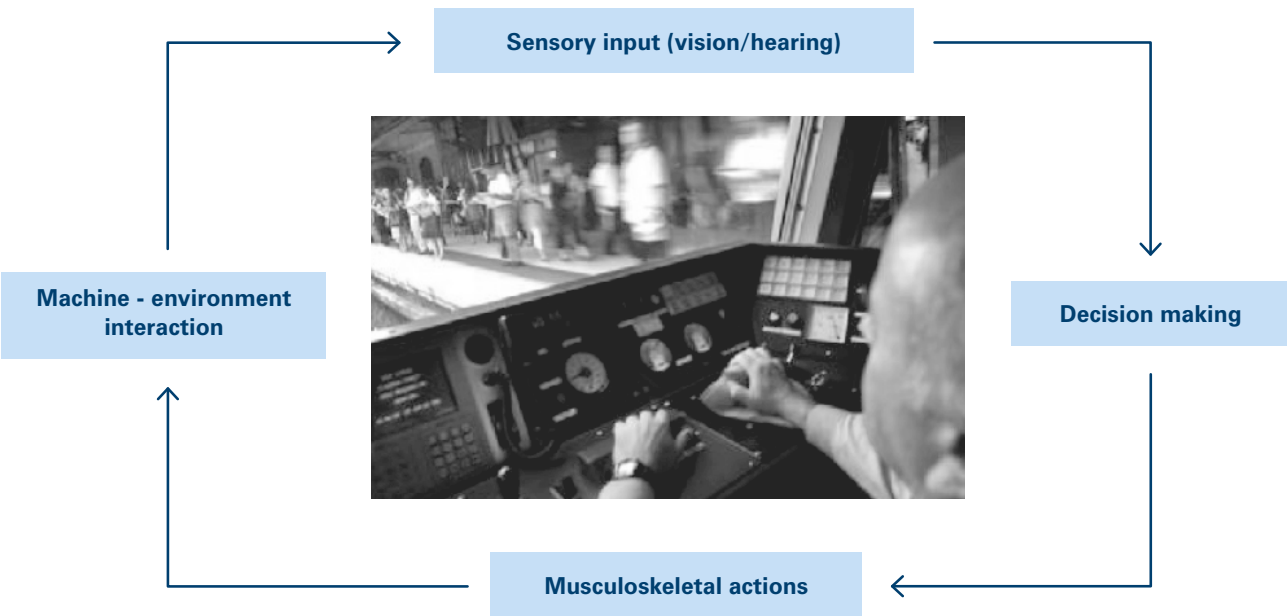 Sensory input (vision/hearing)
Machine - environment
interaction
Decision making
Musculoskeletal actions